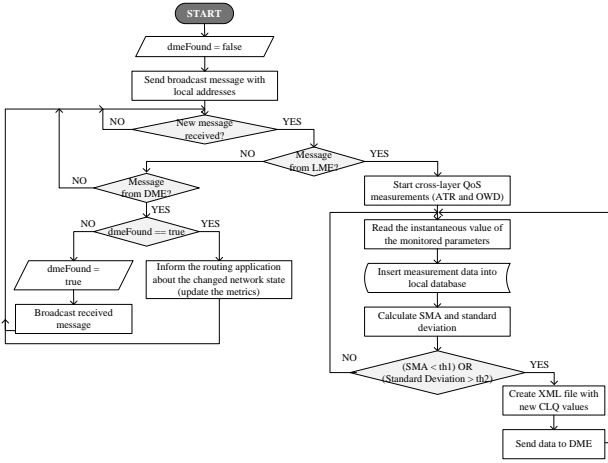 START
dmeFound = false
Send broadcast message with
local addresses
NO
New message
received?
YES
NO
Message
from LME?
YES
NO
Message
from DME?
YES
Start cross-layer QoS
measurements (ATR and OWD)
NO
dmeFound == true
YES
Read the instantaneous value of
the monitored parameters
dmeFound =
true
Inform the routing application
about the changed network state
(update the metrics)
Insert measurement data into
local database
Broadcast received
message
Calculate SMA and standard
deviation
NO
(SMA < th1) OR
(Standard Deviation > th2)
YES
Create XML file with
new CLQ values
Send data to DME